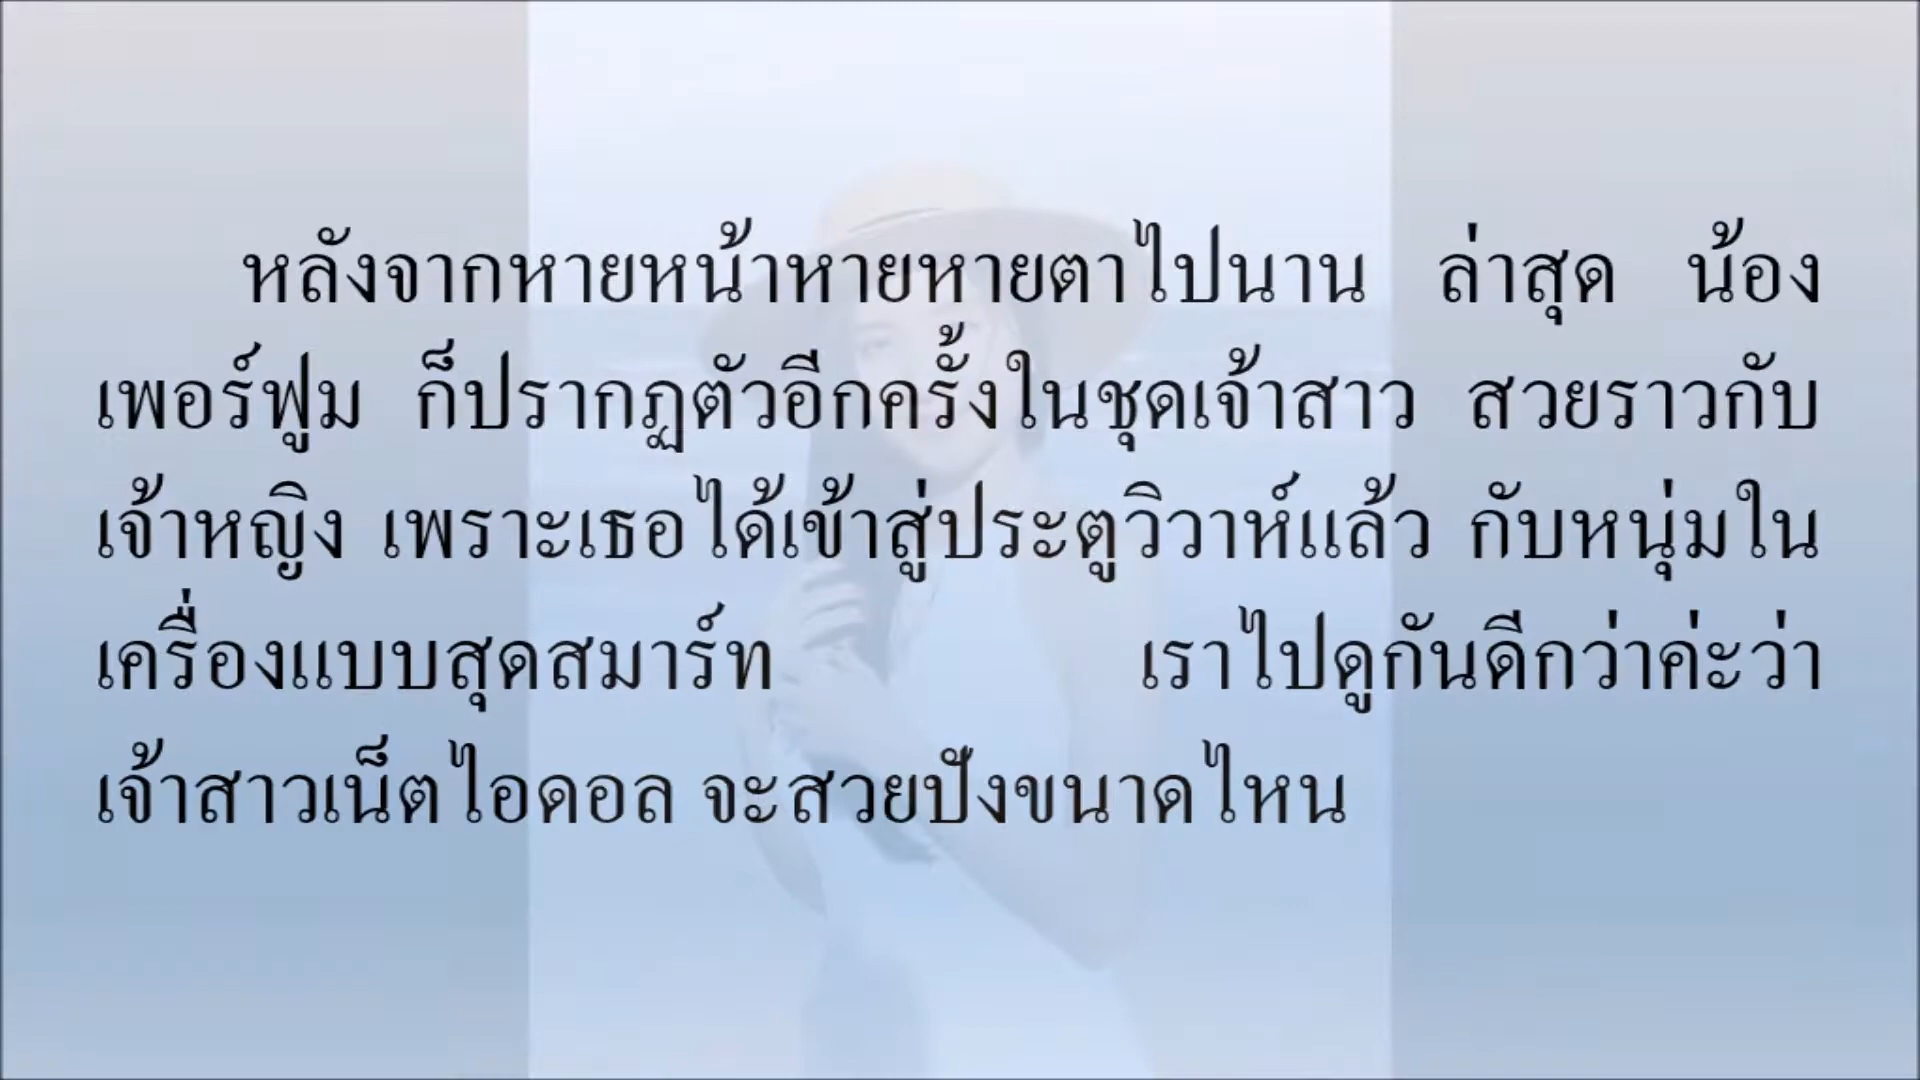 หลังจากหายหน้าหายหายตาไปนาน ล่าสุด น้อง
เพอร์ฟูม ก็ปรากฏตัวอีกครั้งในชุดเจ้าสาว สวยราวกับ
เจ้าหญิง เพราะเธอได้เข้าสู่ประตูวิวาห์แล้ว กับหนุ่มใน
เครื่องแบบสุดสมาร์ท เราไปดูกันดีกว่าค่ะว่า
เจ้าสาวเน็ตไอดอล จะสวยปังขนาดไหน